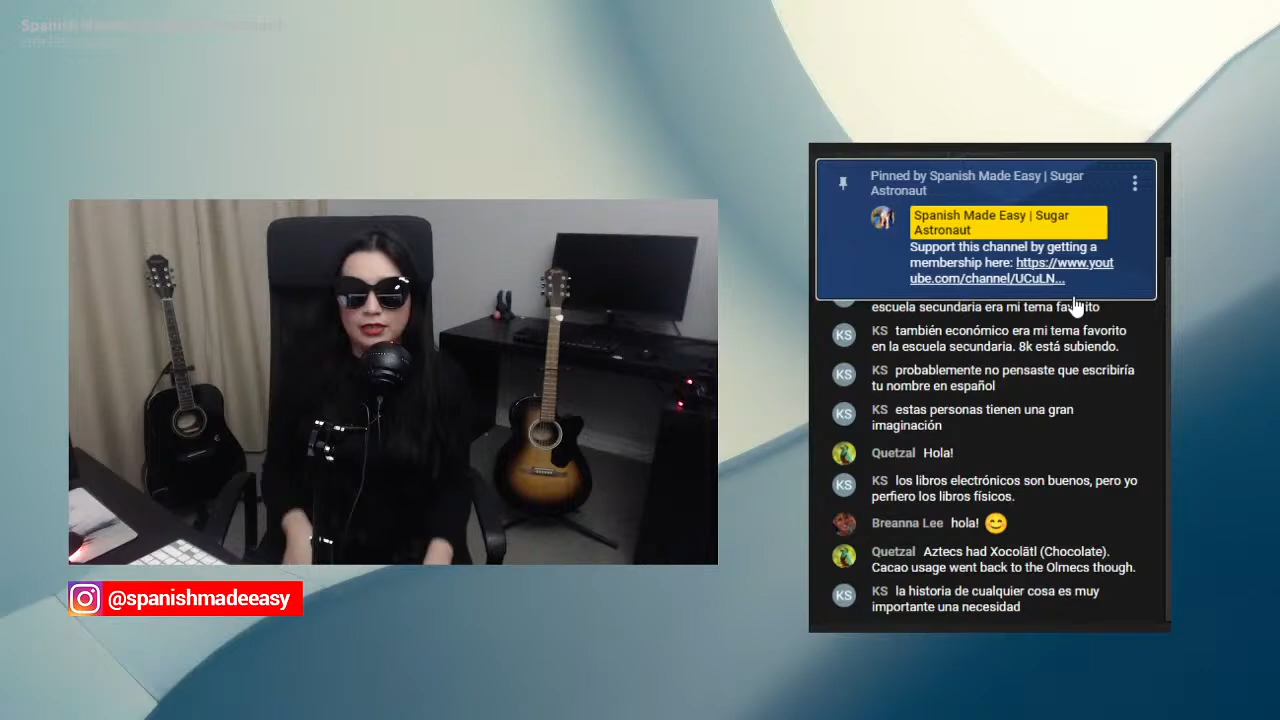 Pinned by Spanish Made Easy | Sugar
Astronaut
Spanish Made Easy | Sugar
Astronaut
Support this channel by getting a
membership here: https://www.yout
ube.com/channel/UCuLN...
escuela secundaria era mi tema favorito
KS también económico era mi tema favorito
en la escuela secundaria. 8k está subiendo.
KS probablemente no pensaste que escribiría
tu nombre en español
KS estas personas tienen una gran
imaginación
Quetzal Hola!
KS los libros electrónicos son buenos, pero yo
perfiero los libros físicos.
Breanna Lee hola! 😊
Quetzal Aztecs had Xocolātl (Chocolate).
Cacao usage went back to the Olmecs though.
KS la historia de cualquier cosa es muy
importante una necesidad
@spanishmadeeasy